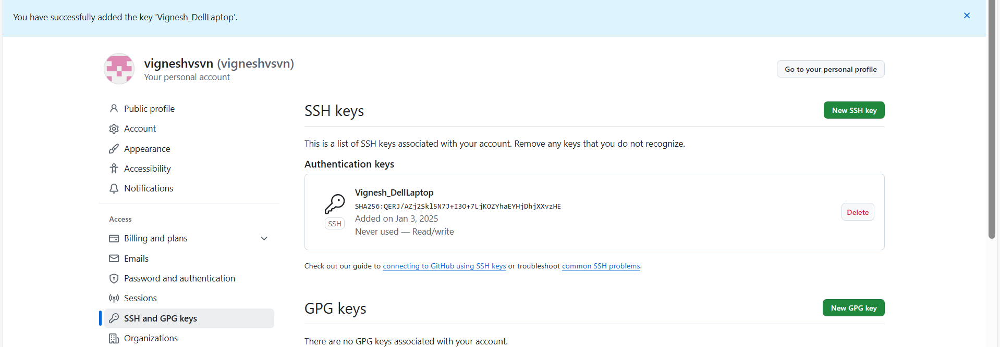 You have successfully added the key 'Vignesh_DellLaptop'.
vigneshvsvn (vigneshvsvn)
Your personal account
Go to your personal profile
Public profile
Account
Appearance
Accessibility
Notifications
Access
Billing and plans
Emails
Password and authentication
Sessions
SSH and GPG keys
Organizations
SSH keys
New SSH key
This is a list of SSH keys associated with your account. Remove any keys that you do not recognize.
Authentication keys
Vignesh_DellLaptop
SHA256:QERJ/AZj2Skl5N7J+I3O+7LjKOZYhaEYHjDhjXXvzHE
Added on Jan 3, 2025
Never used — Read/write
SSH
Delete
Check out our guide to connecting to GitHub using SSH keys or troubleshoot common SSH problems.
GPG keys
New GPG key
There are no GPG keys associated with your account.